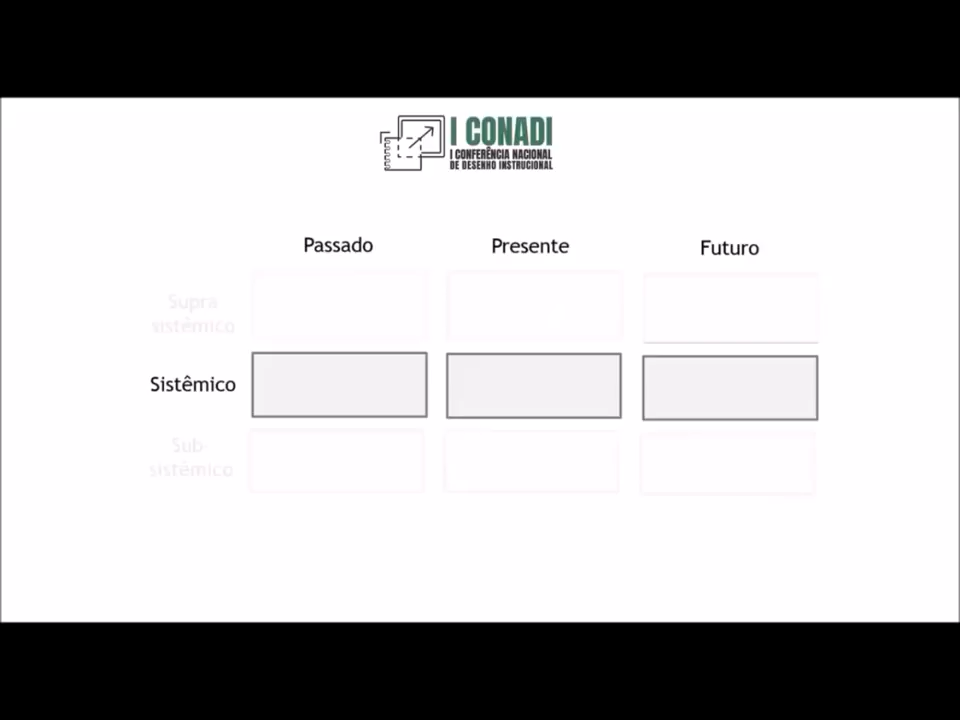 I CONADI
I CONFERÊNCIA NACIONAL
DE DESENHO INSTRUCIONAL
Passado
Presente
Futuro
Supra
sistêmico
Sistêmico
Sub-
sistêmico